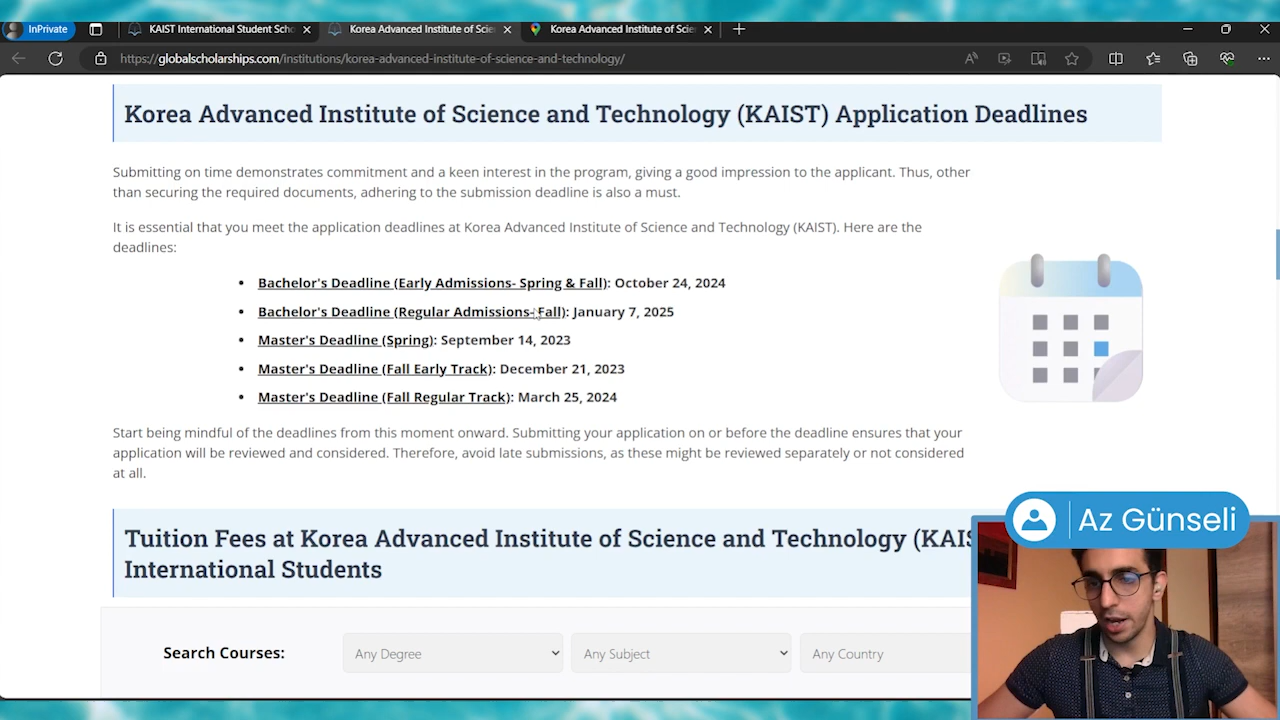 InPrivate
KAIST International Student Scho
Korea Advanced Institute of Scie
Korea Advanced Institute of Scie
https://globalscholarships.com/institutions/korea-advanced-institute-of-science-and-technology/
Korea Advanced Institute of Science and Technology (KAIST) Application Deadlines
Submitting on time demonstrates commitment and a keen interest in the program, giving a good impression to the applicant. Thus, other
than securing the required documents, adhering to the submission deadline is also a must.
It is essential that you meet the application deadlines at Korea Advanced Institute of Science and Technology (KAIST). Here are the
deadlines:
• Bachelor's Deadline (Early Admissions- Spring & Fall): October 24, 2024
• Bachelor's Deadline (Regular Admissions- Fall): January 7, 2025
• Master's Deadline (Spring): September 14, 2023
• Master's Deadline (Fall Early Track): December 21, 2023
• Master's Deadline (Fall Regular Track): March 25, 2024
Start being mindful of the deadlines from this moment onward. Submitting your application on or before the deadline ensures that your
application will be reviewed and considered. Therefore, avoid late submissions, as these might be reviewed separately or not considered
at all.
Tuition Fees at Korea Advanced Institute of Science and Technology (KAIS
International Students
Az Günseli
Search Courses:
Any Degree
Any Subject
Any Country